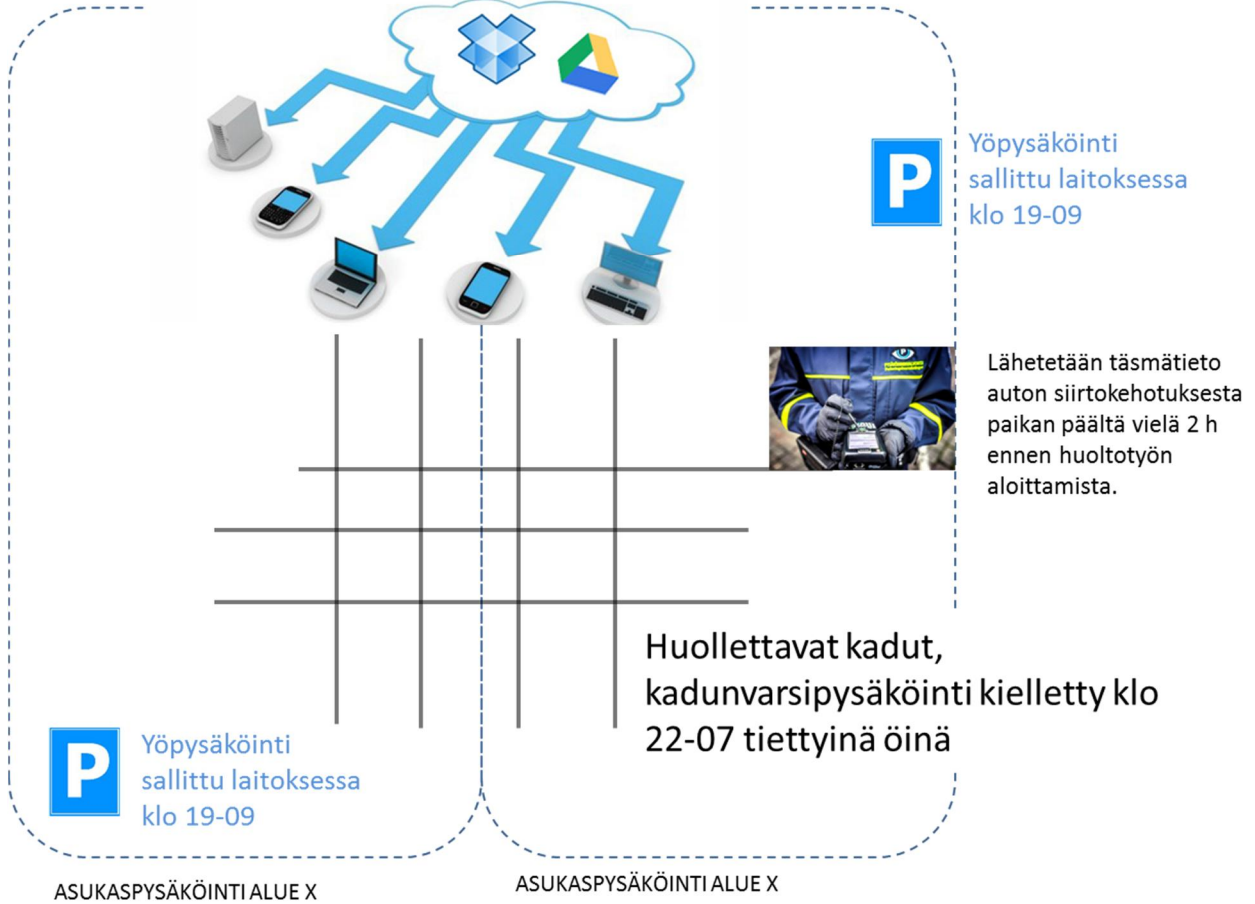 P
Yöpysäköinti
sallittu laitoksessa
klo 19-09
Lähetetään täsmätieto
auton siirtokehotuksesta
paikan päältä vielä 2 h
ennen huoltotyön
aloittamista.
Huollettavat kadut,
kadunvarsipysäköinti kielletty klo
22-07 tiettyinä öinä
P
Yöpysäköinti
sallittu laitoksessa
klo 19-09
ASUKASPYSÄKÖINTI ALUE X
ASUKASPYSÄKÖINTI ALUE X